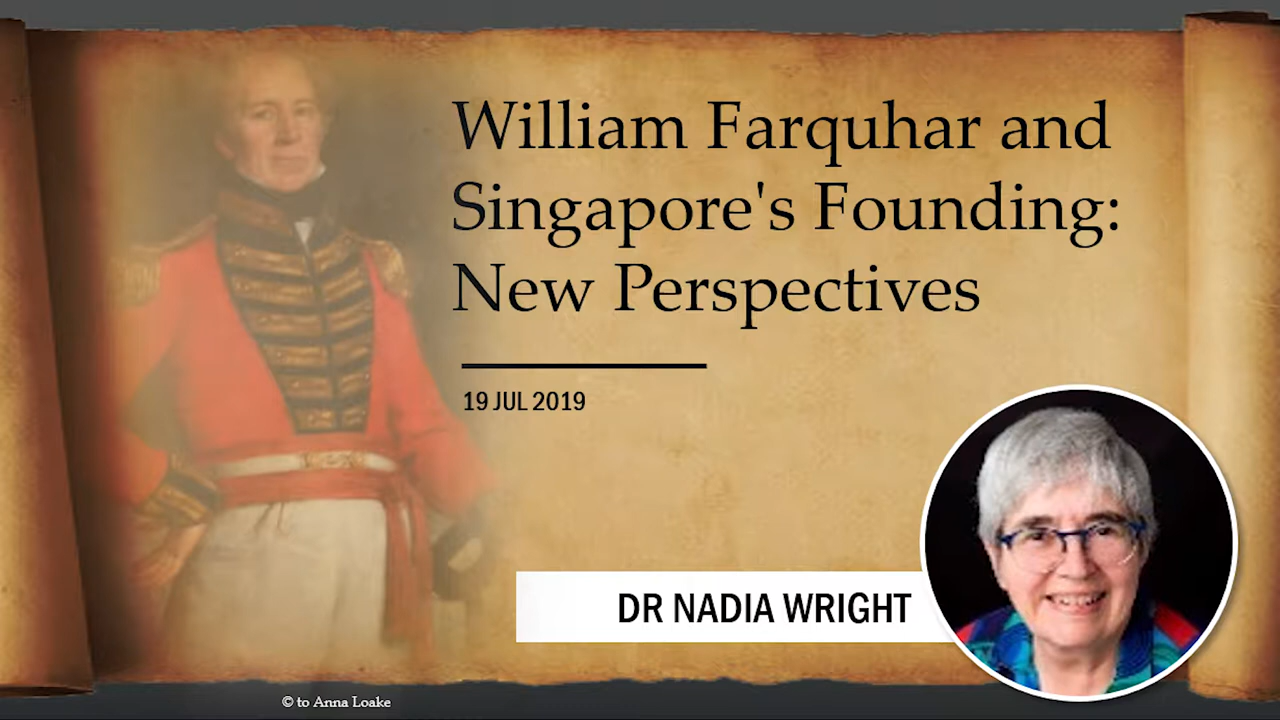 William Farquhar and
Singapore's Founding:
New Perspectives
19 JUL 2019
DR NADIA WRIGHT
© to Anna Loake